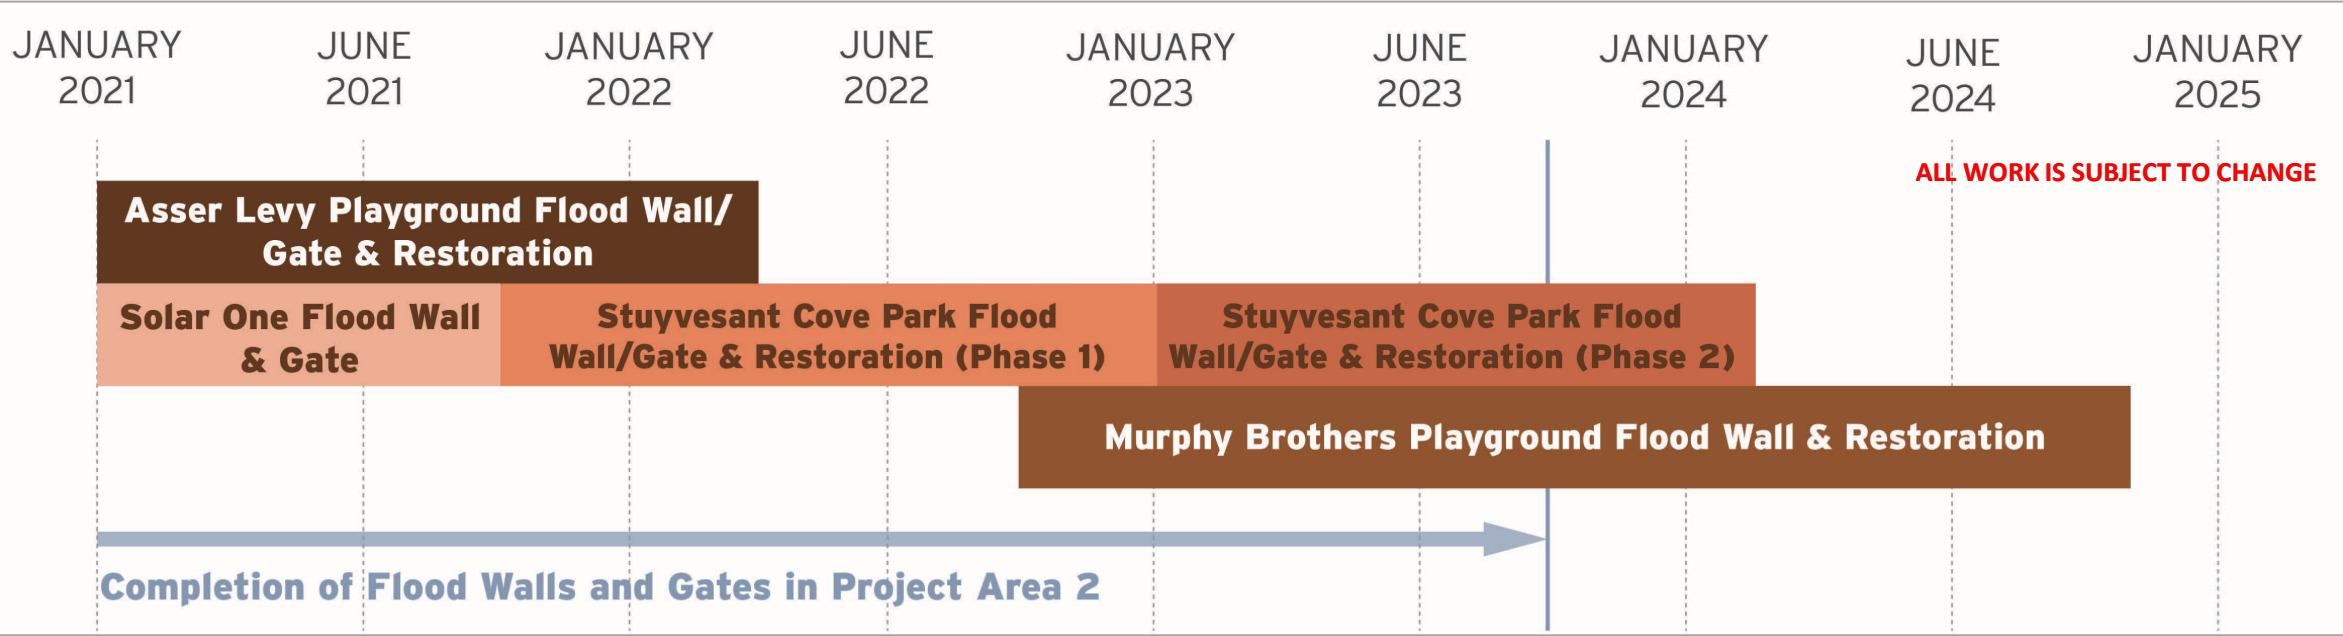 JANUARY
2021
JUNE
2021
JANUARY
2022
JUNE
2022
JANUARY
2023
JUNE
2023
JANUARY
2024
JUNE
2024
JANUARY
2025
ALL WORK IS SUBJECT TO CHANGE
Asser Levy Playground Flood Wall/
Gate & Restoration
Solar One Flood Wall
& Gate
Stuyvesant Cove Park Flood
Wall/Gate & Restoration (Phase 1)
Stuyvesant Cove Park Flood
Wall/Gate & Restoration (Phase 2)
Murphy Brothers Playground Flood Wall & Restoration
Completion of Flood Walls and Gates in Project Area 2